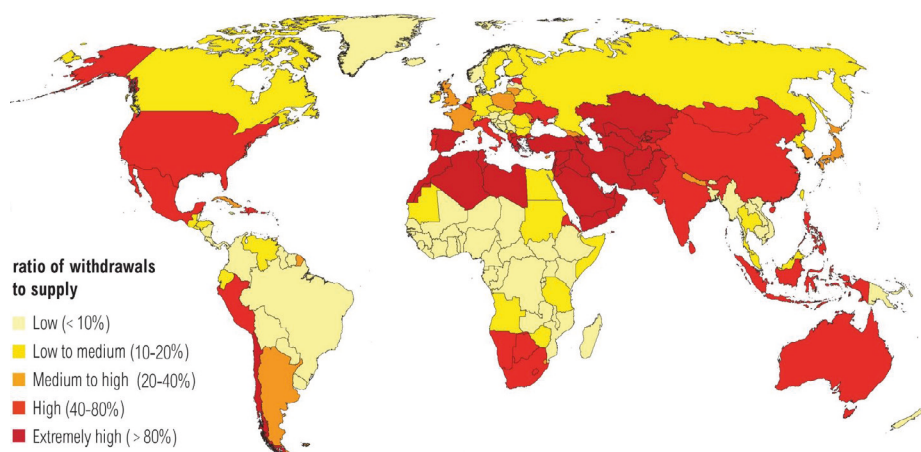 ratio of withdrawals
to supply
Low (< 10%)
Low to medium (10-20%)
Medium to high (20-40%)
High (40-80%)
Extremely high (> 80%)